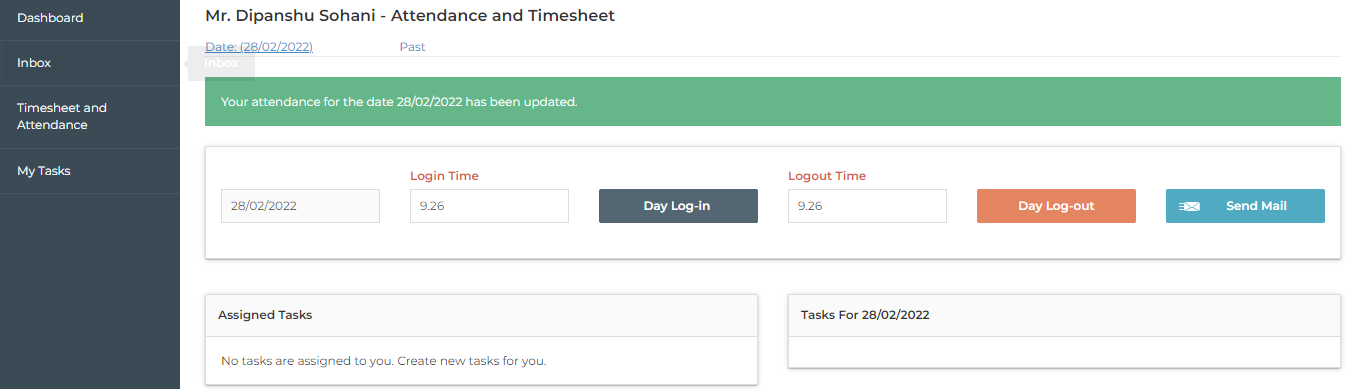 Dashboard
Inbox
Timesheet and
Attendance
My Tasks
Mr. Dipanshu Sohani - Attendance and Timesheet
Date: (28/02/2022) Past
Inbox
Your attendance for the date 28/02/2022 has been updated.
Login Time Logout Time
28/02/2022 9.26 Day Log-in 9.26 Day Log-out Send Mail
Assigned Tasks
No tasks are assigned to you. Create new tasks for you.
Tasks For 28/02/2022